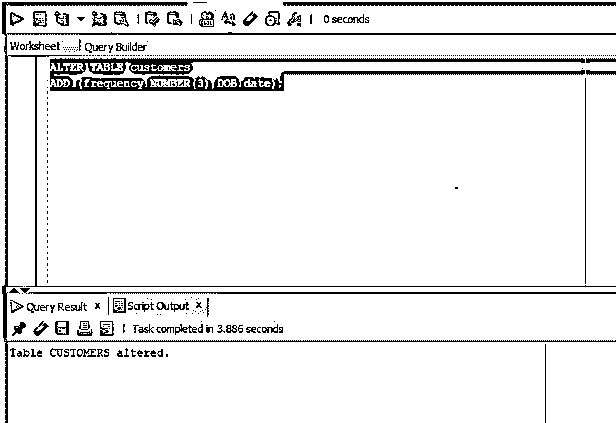 0 seconds
Worksheet Query Builder
ALTER TABLE customers
ADD (frequency NUMBER(3) DOB date);
Query Result x Script Output x
Task completed in 3.886 seconds
Table CUSTOMERS altered.